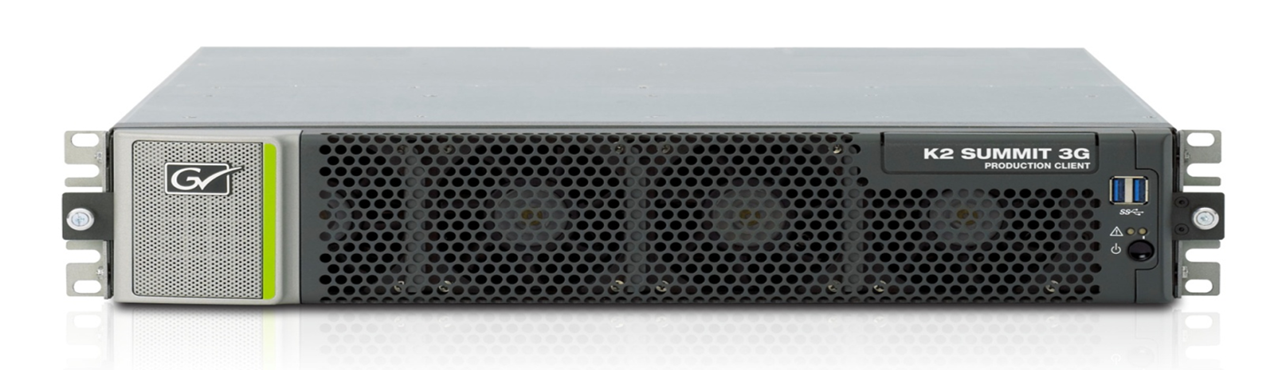 GV
K2 SUMMIT 3G
PRODUCTION CLIENT
SS